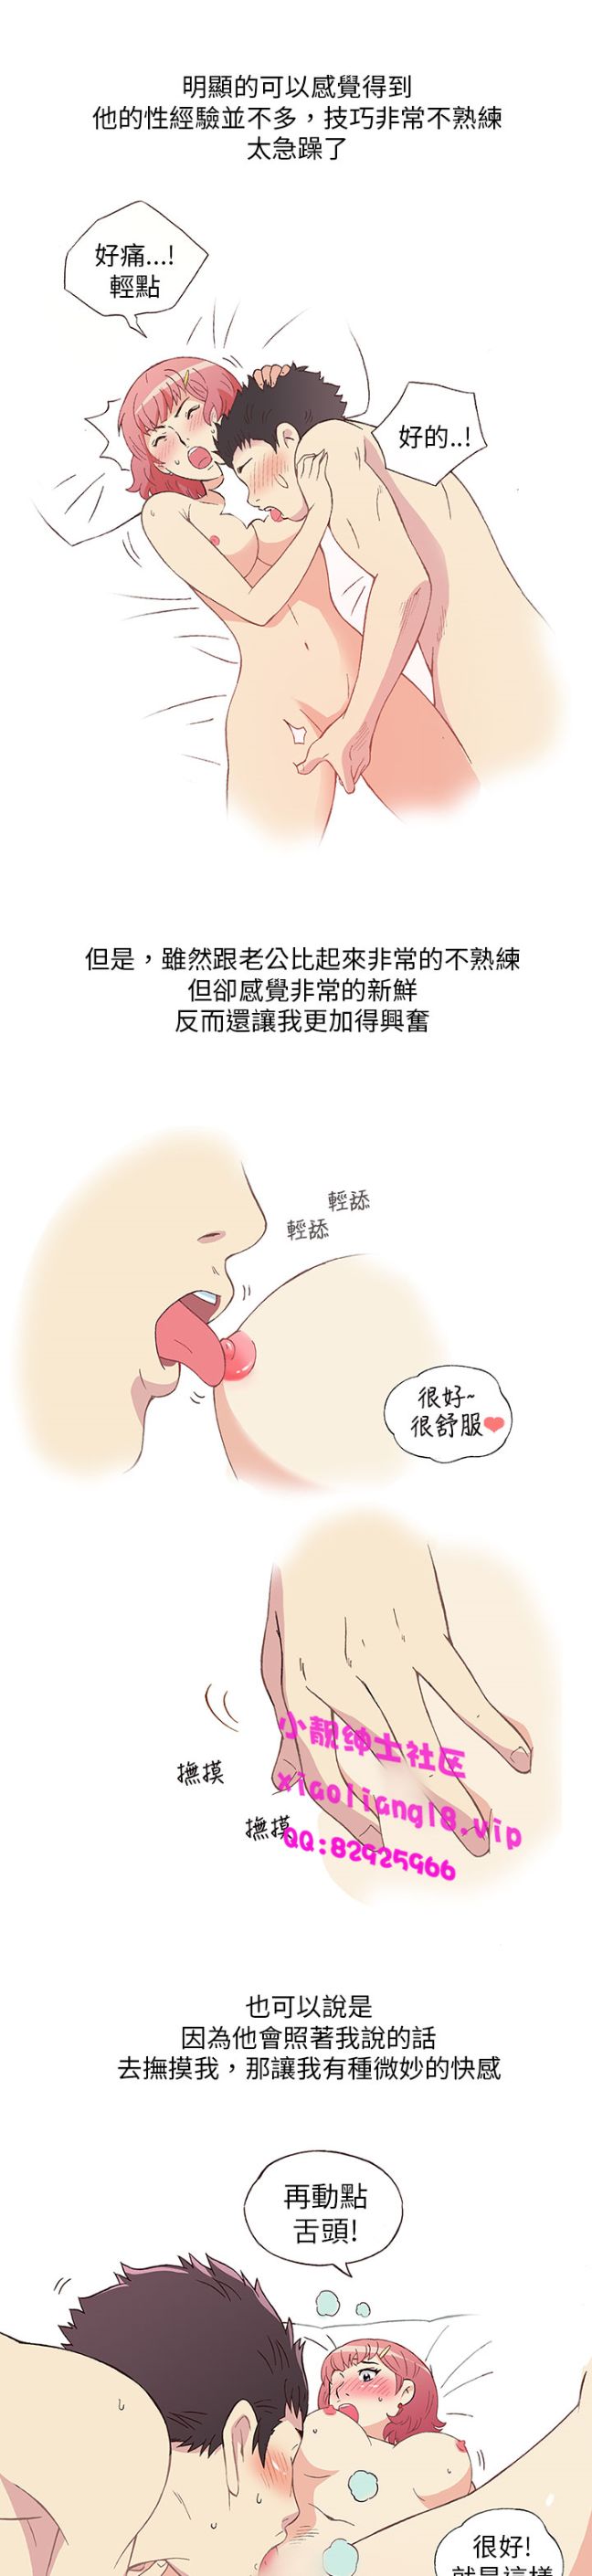 明顯的可以感覺得到
他的性經驗並不多，技巧非常不熟練
太急躁了
好痛...!
輕點
好的..!
但是，雖然跟老公比起來非常的不熟練
但卻感覺非常的新鮮
反而還讓我更加得興奮
輕舔
輕舔
很好~
很舒服❤
小靓绅士社区
xiaoliang18.vip
QQ:82925966
撫摸
撫摸
也可以說是
因為他會照著我說的話
去撫摸我，那讓我有種微妙的快感
再動點
舌頭!
很好!
就是這樣